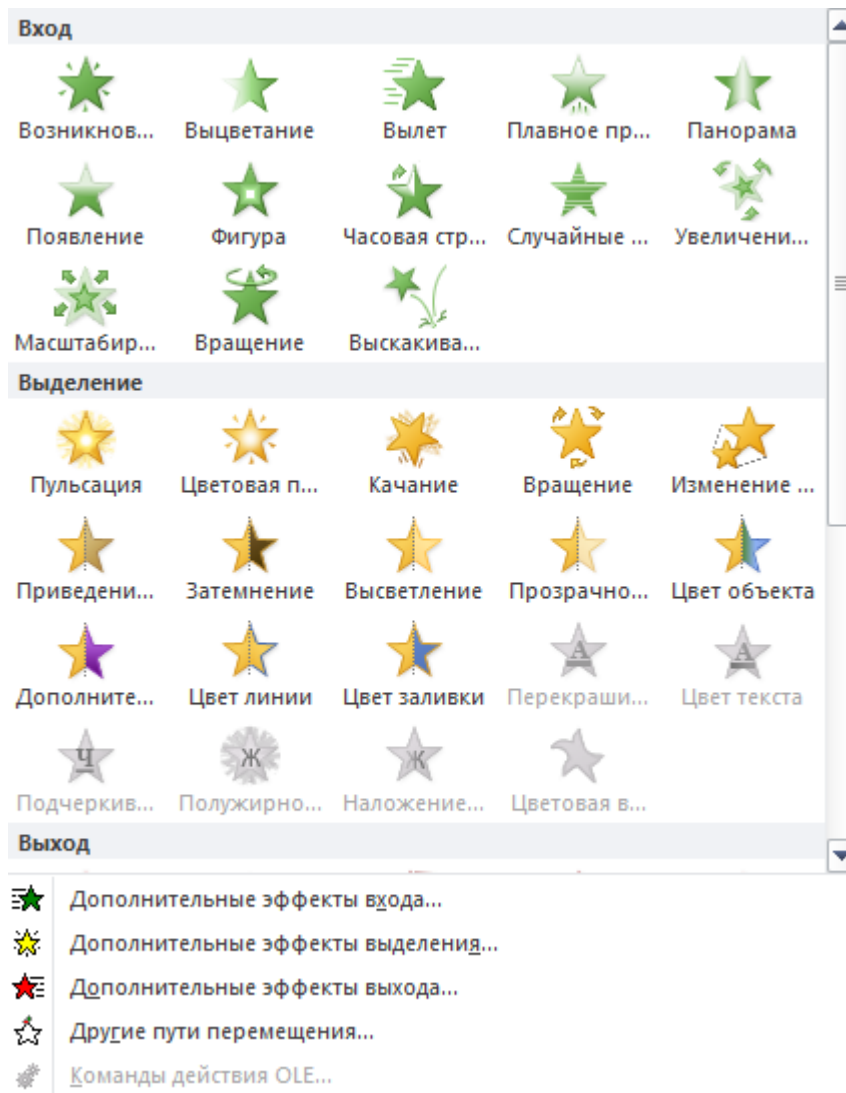 Вход
Возникнов... Выцветание Вылет Плавное пр... Панорама
Появление Фигура Часовая стр... Случайные ... Увеличени...
Масштабир... Вращение Выскакива...
Выделение
Пульсация Цветовая п... Качание Вращение Изменение ...
Приведени... Затемнение Высветление Прозрачно... Цвет объекта
Дополните... Цвет линии Цвет заливки Перекраши... Цвет текста
Подчеркив... Полужирно... Наложение... Цветовая в...
Выход
Дополнительные эффекты входа...
Дополнительные эффекты выделения...
Дополнительные эффекты выхода...
Другие пути перемещения...
Команды действия OLE...